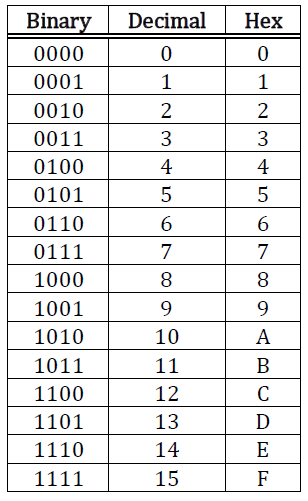 Binary Decimal Hex
0000 0 0
0001 1 1
0010 2 2
0011 3 3
0100 4 4
0101 5 5
0110 6 6
0111 7 7
1000 8 8
1001 9 9
1010 10 A
1011 11 B
1100 12 C
1101 13 D
1110 14 E
1111 15 F